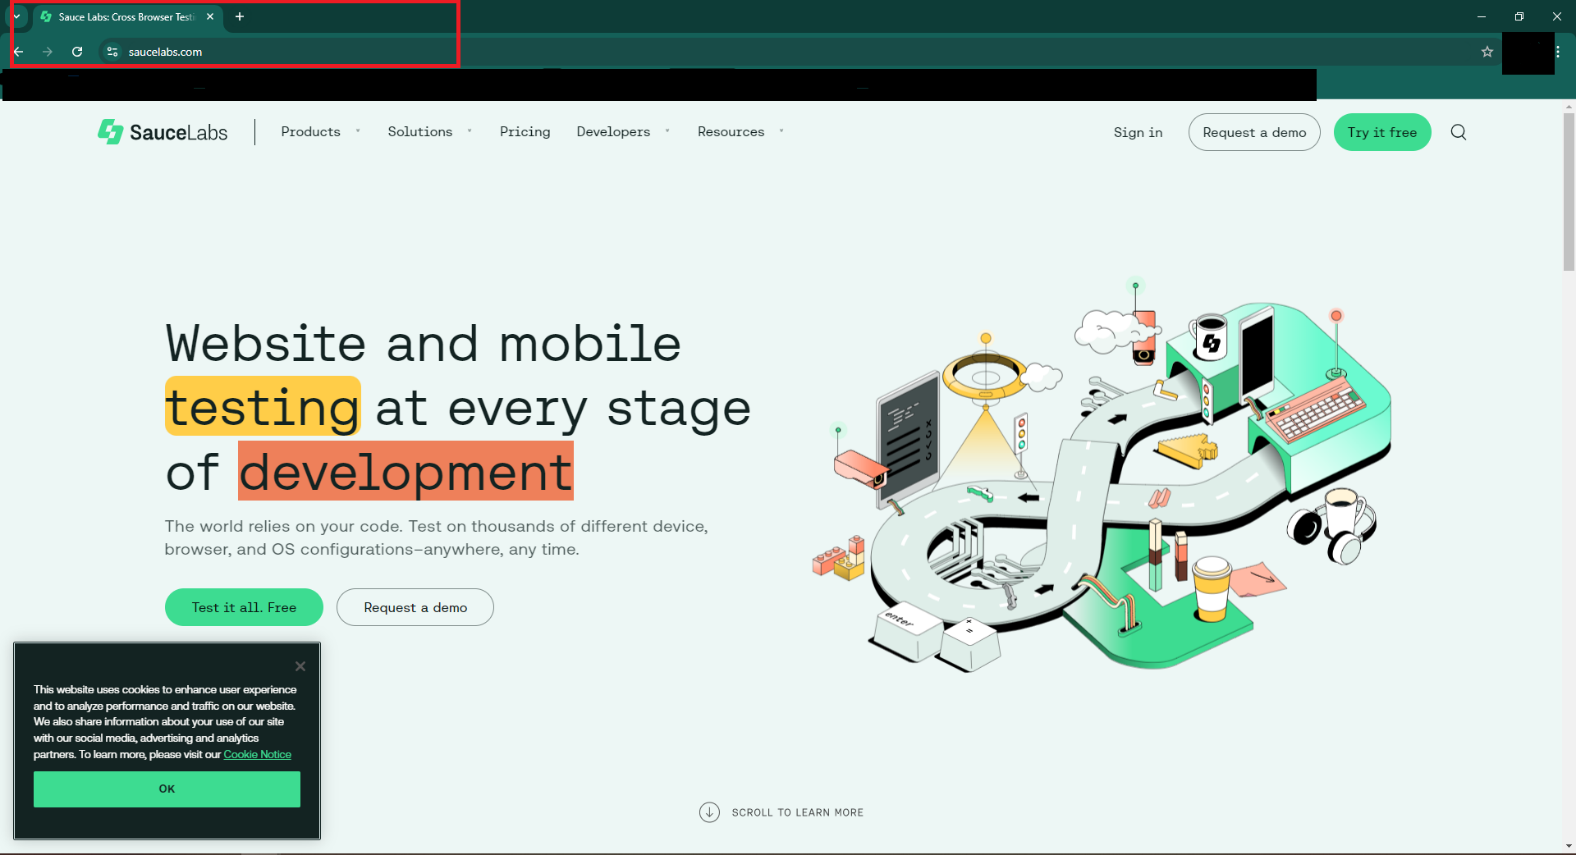 Sauce Labs: Cross Browser Testi
saucelabs.com
SauceLabs
Products
Solutions
Pricing
Developers
Resources
Sign in
Request a demo
Try it free
Website and mobile
testing at every stage
of development
The world relies on your code. Test on thousands of different device,
browser, and OS configurations—anywhere, any time.
Test it all. Free
Request a demo
enter
+
=
This website uses cookies to enhance user experience
and to analyze performance and traffic on our website.
We also share information about your use of our site
with our social media, advertising and analytics
partners. To learn more, please visit our Cookie Notice
OK
SCROLL TO LEARN MORE